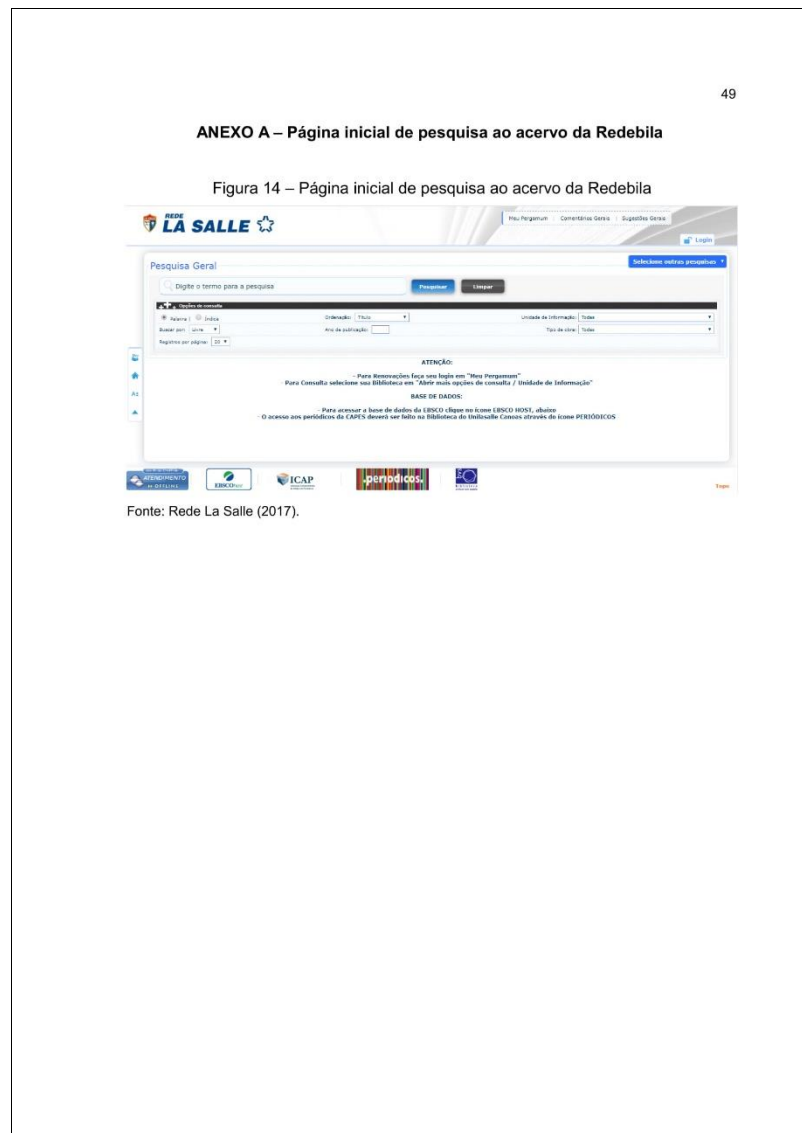 49
ANEXO A – Página inicial de pesquisa ao acervo da Redebila
Figura 14 – Página inicial de pesquisa ao acervo da Redebila
REDE
LA SALLE
Meu Pergamum | Comentários Gerais | Sugestões Gerais
Login
Pesquisa Geral
Selecione outras pesquisas
Digite o termo para a pesquisa
Pesquisar
Limpar
Opções de consulta
Palavra | Índice
Ordenação: Título
Unidade de Informação: Todas
Buscar por: Livre
Ano de publicação:
Tipo de obra: Todas
Registros por página: 20
Az
ATENÇÃO:
- Para Renovações faça seu login em "Meu Pergamum"
- Para Consulta selecione sua Biblioteca em "Abrir mais opções de consulta / Unidade de Informação"
BASE DE DADOS:
- Para acessar a base de dados da EBSCO clique no ícone EBSCO HOST, abaixo
- O acesso aos periódicos da CAPES deverá ser feito na Biblioteca do Unilasalle Canoas através do ícone PERIÓDICOS
ATENDIMENTO
OFFLINE
EBSCOhost
ICAP
.periodicos.
Topo
Fonte: Rede La Salle (2017).